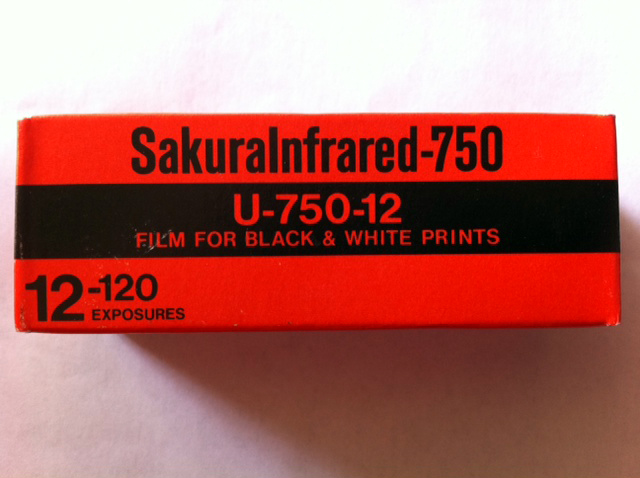 SakuraInfrared-750
U-750-12
FILM FOR BLACK & WHITE PRINTS
12-120
EXPOSURES